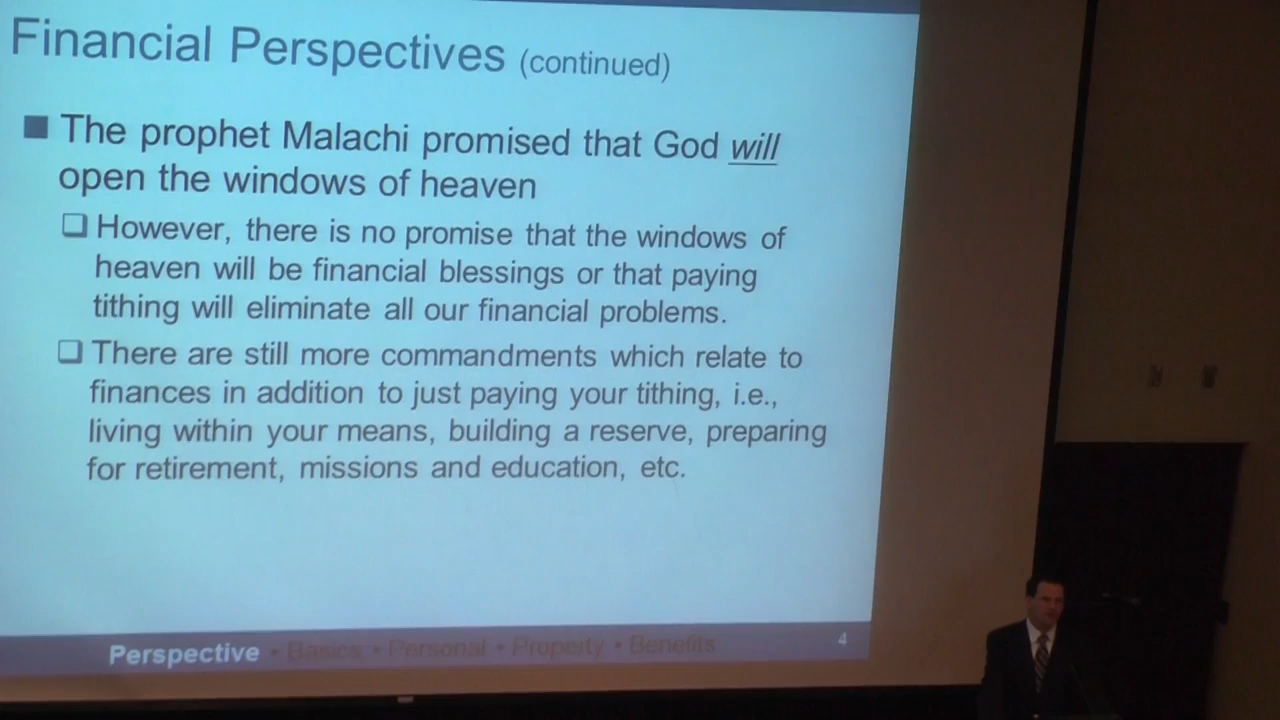 Financial Perspectives (continued)
The prophet Malachi promised that God will
open the windows of heaven
However, there is no promise that the windows of
heaven will be financial blessings or that paying
tithing will eliminate all our financial problems.
There are still more commandments which relate to
finances in addition to just paying your tithing, i.e.,
living within your means, building a reserve, preparing
for retirement, missions and education, etc.
Perspective • Basics • Personal • Property • Benefits 4